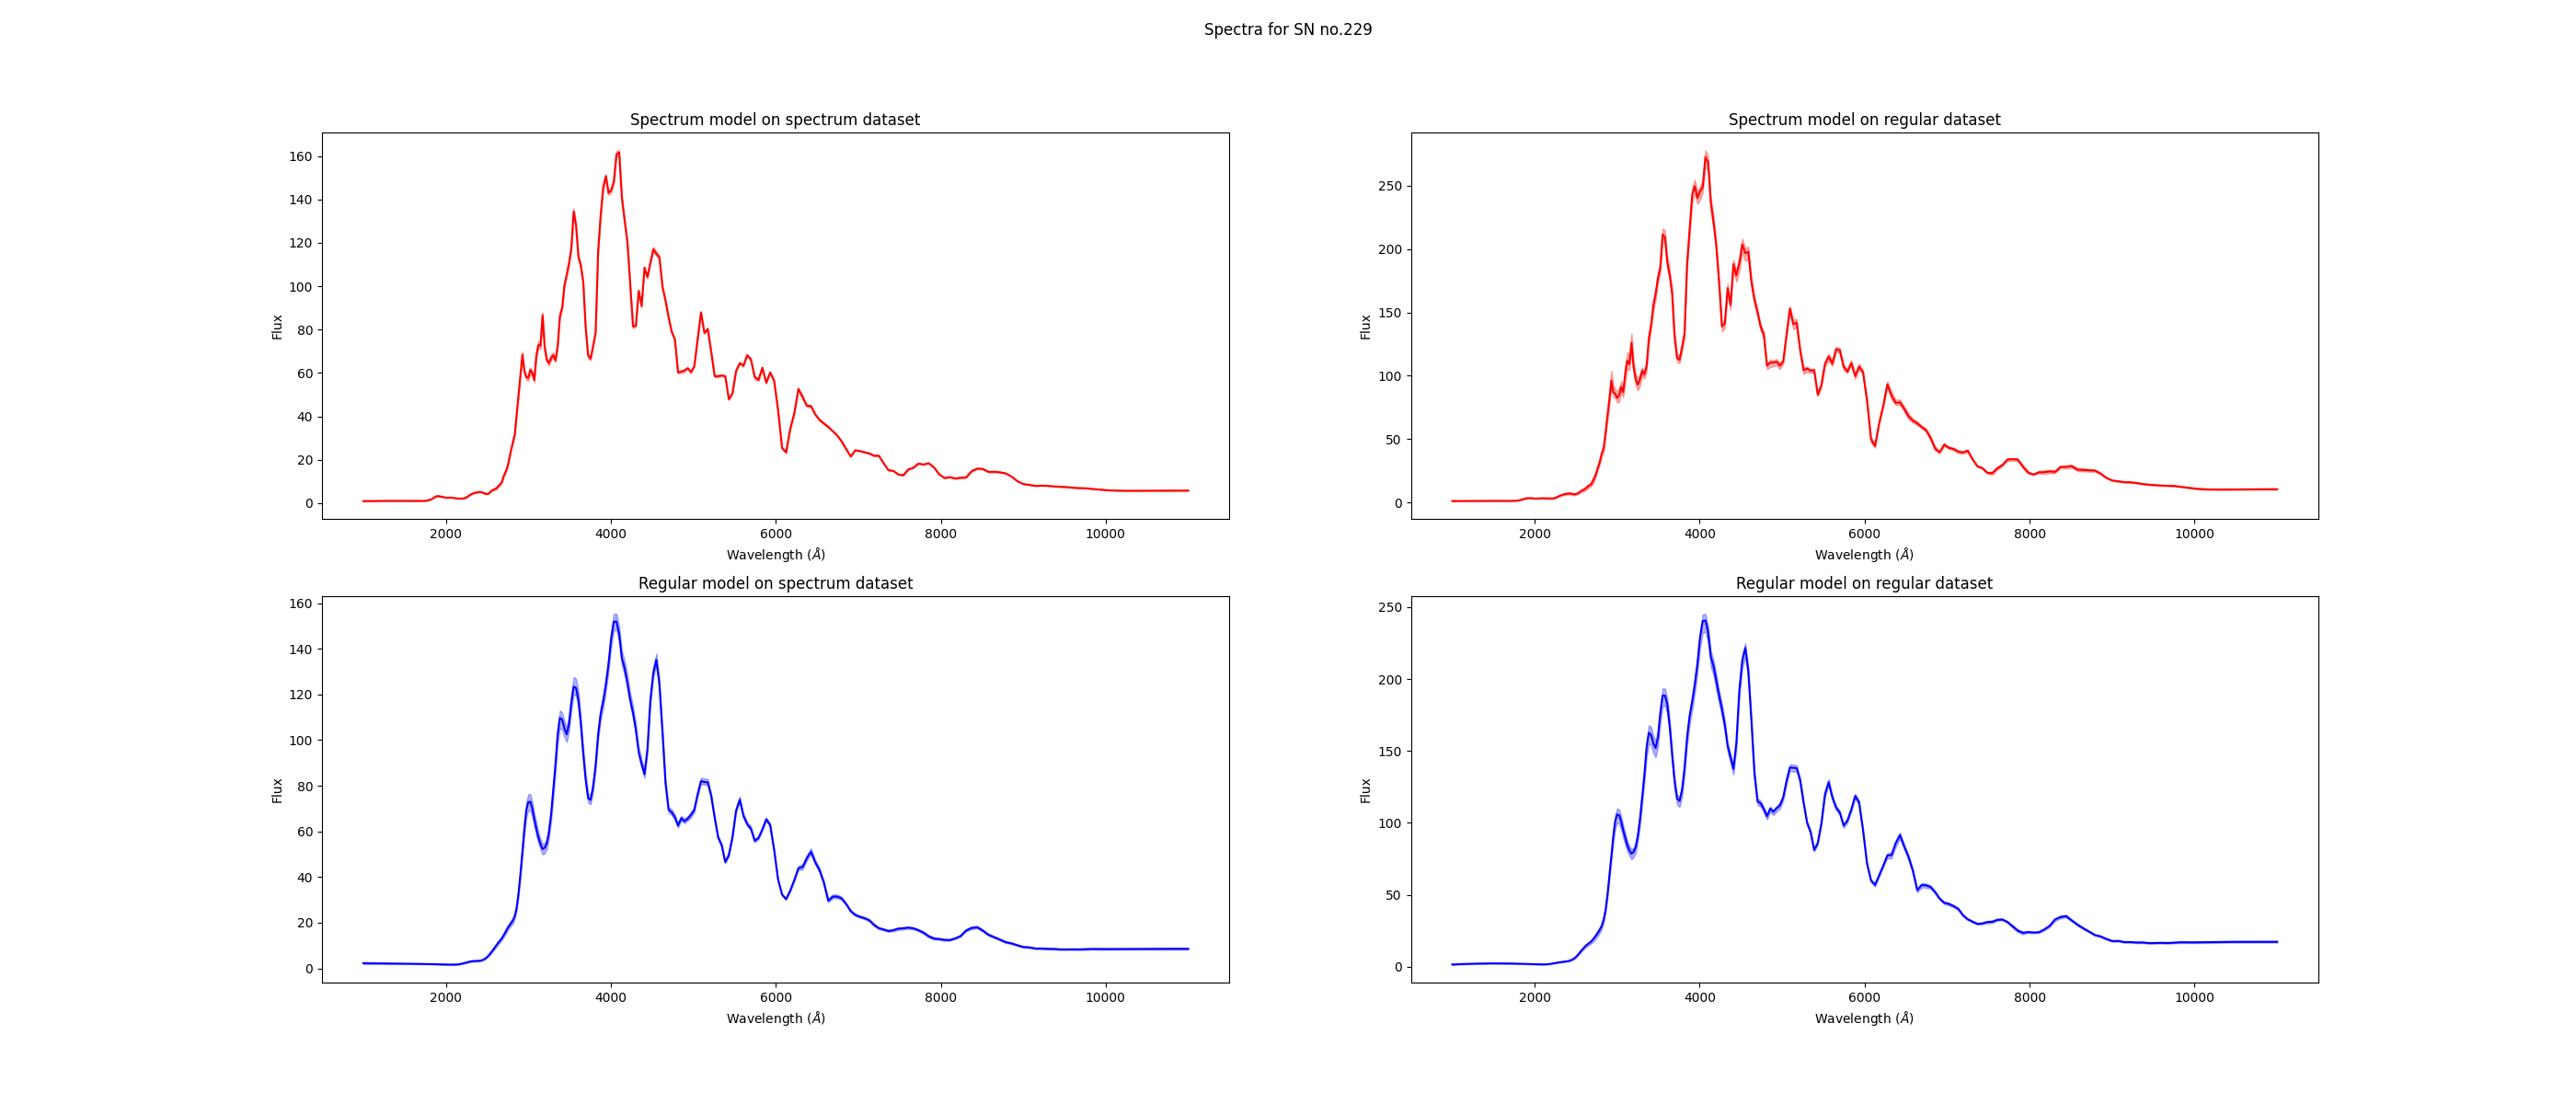 Spectra for SN no.229
Spectrum model on spectrum dataset
160
140
120
100
80
60
40
20
0
Flux
2000 4000 6000 8000 10000
Wavelength (Å)
Spectrum model on regular dataset
250
200
150
100
50
0
Flux
2000 4000 6000 8000 10000
Wavelength (Å)
Regular model on spectrum dataset
160
140
120
100
80
60
40
20
0
Flux
2000 4000 6000 8000 10000
Wavelength (Å)
Regular model on regular dataset
250
200
150
100
50
0
Flux
2000 4000 6000 8000 10000
Wavelength (Å)